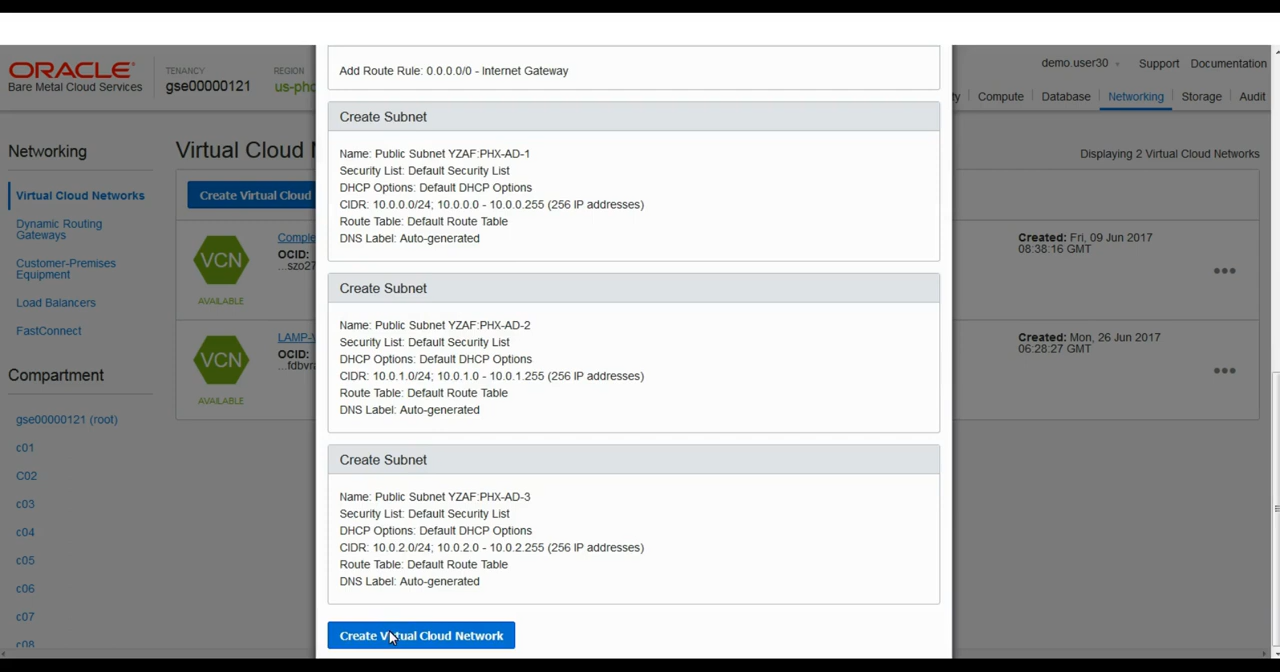 ORACLE
Bare Metal Cloud Services
TENANCY
gse00000121
REGION
us-pho
demo.user30
Support
Documentation
Compute
Database
Networking
Storage
Audit
Networking
Virtual Cloud Networks
Dynamic Routing
Gateways
Customer-Premises
Equipment
Load Balancers
FastConnect
Compartment
gse00000121 (root)
c01
C02
c03
c04
c05
c06
c07
c08
Virtual Cloud
Displaying 2 Virtual Cloud Networks
Create Virtual Cloud
VCN
AVAILABLE
Comple
OCID:
...szo27
Created: Fri, 09 Jun 2017
08:38:16 GMT
VCN
AVAILABLE
LAMP-
OCID:
...fdbvra
Created: Mon, 26 Jun 2017
06:28:27 GMT
Add Route Rule: 0.0.0.0/0 - Internet Gateway
Create Subnet
Name: Public Subnet YZAF:PHX-AD-1
Security List: Default Security List
DHCP Options: Default DHCP Options
CIDR: 10.0.0.0/24; 10.0.0.0 - 10.0.0.255 (256 IP addresses)
Route Table: Default Route Table
DNS Label: Auto-generated
Create Subnet
Name: Public Subnet YZAF:PHX-AD-2
Security List: Default Security List
DHCP Options: Default DHCP Options
CIDR: 10.0.1.0/24; 10.0.1.0 - 10.0.1.255 (256 IP addresses)
Route Table: Default Route Table
DNS Label: Auto-generated
Create Subnet
Name: Public Subnet YZAF:PHX-AD-3
Security List: Default Security List
DHCP Options: Default DHCP Options
CIDR: 10.0.2.0/24; 10.0.2.0 - 10.0.2.255 (256 IP addresses)
Route Table: Default Route Table
DNS Label: Auto-generated
Create Virtual Cloud Network